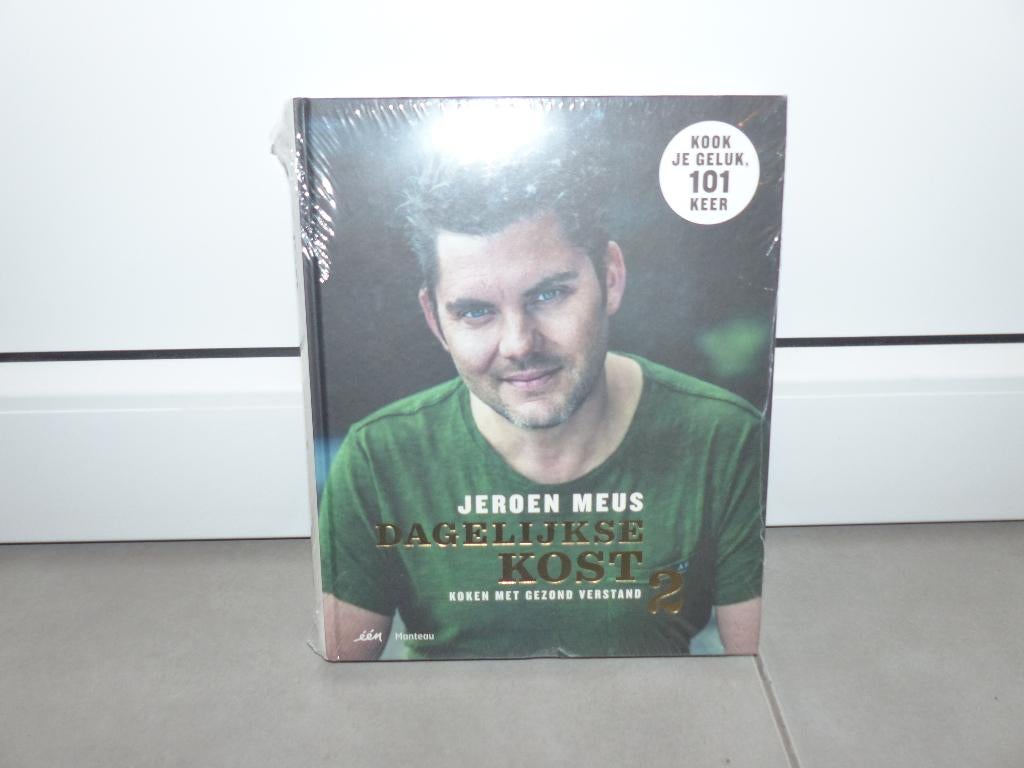 KOOK
JE GELUK,
101
KEER
JEROEN MEUS
DAGELIJKSE
KOST
2
KOKEN MET GEZOND VERSTAND
één Manteau